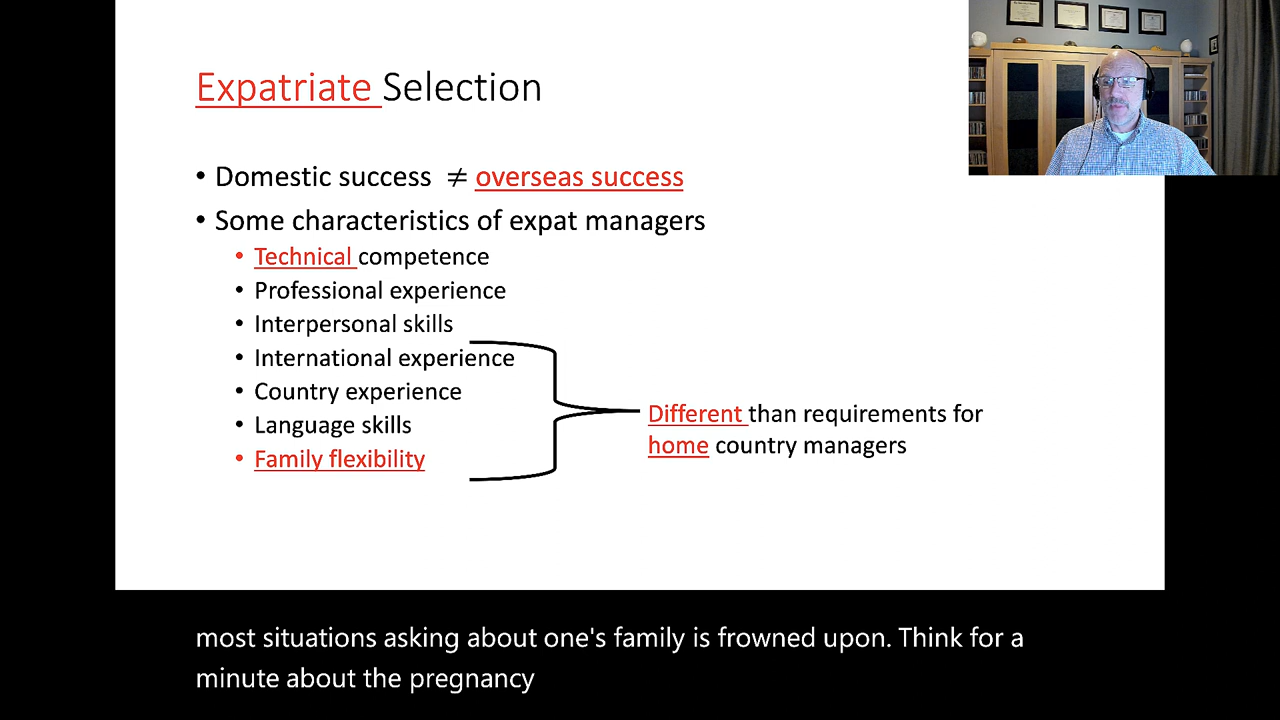 Expatriate Selection
• Domestic success ≠ overseas success
• Some characteristics of expat managers
• Technical competence
• Professional experience
• Interpersonal skills
• International experience
• Country experience
• Language skills
• Family flexibility
Different than requirements for
home country managers
most situations asking about one's family is frowned upon. Think for a
minute about the pregnancy